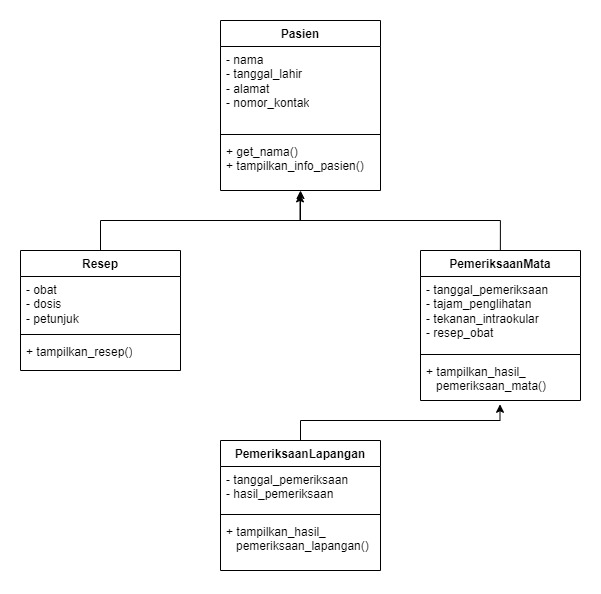 Pasien
- nama
- tanggal_lahir
- alamat
- nomor_kontak
+ get_nama()
+ tampilkan_info_pasien()
Resep
- obat
- dosis
- petunjuk
+ tampilkan_resep()
PemeriksaanMata
- tanggal_pemeriksaan
- tajam_penglihatan
- tekanan_intraokular
- resep_obat
+ tampilkan_hasil_
pemeriksaan_mata()
PemeriksaanLapangan
- tanggal_pemeriksaan
- hasil_pemeriksaan
+ tampilkan_hasil_
pemeriksaan_lapangan()